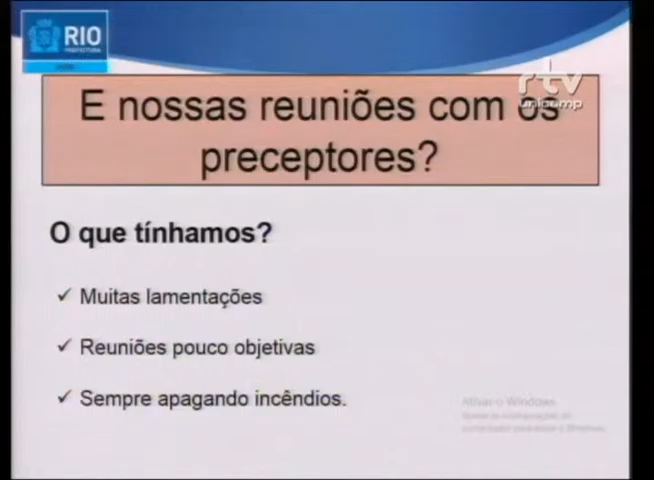 RIO
PREFEITURA
rtv
unicamp
E nossas reuniões com os
preceptores?
O que tínhamos?
Muitas lamentações
Reuniões pouco objetivas
Sempre apagando incêndios.
Ativar o Windows